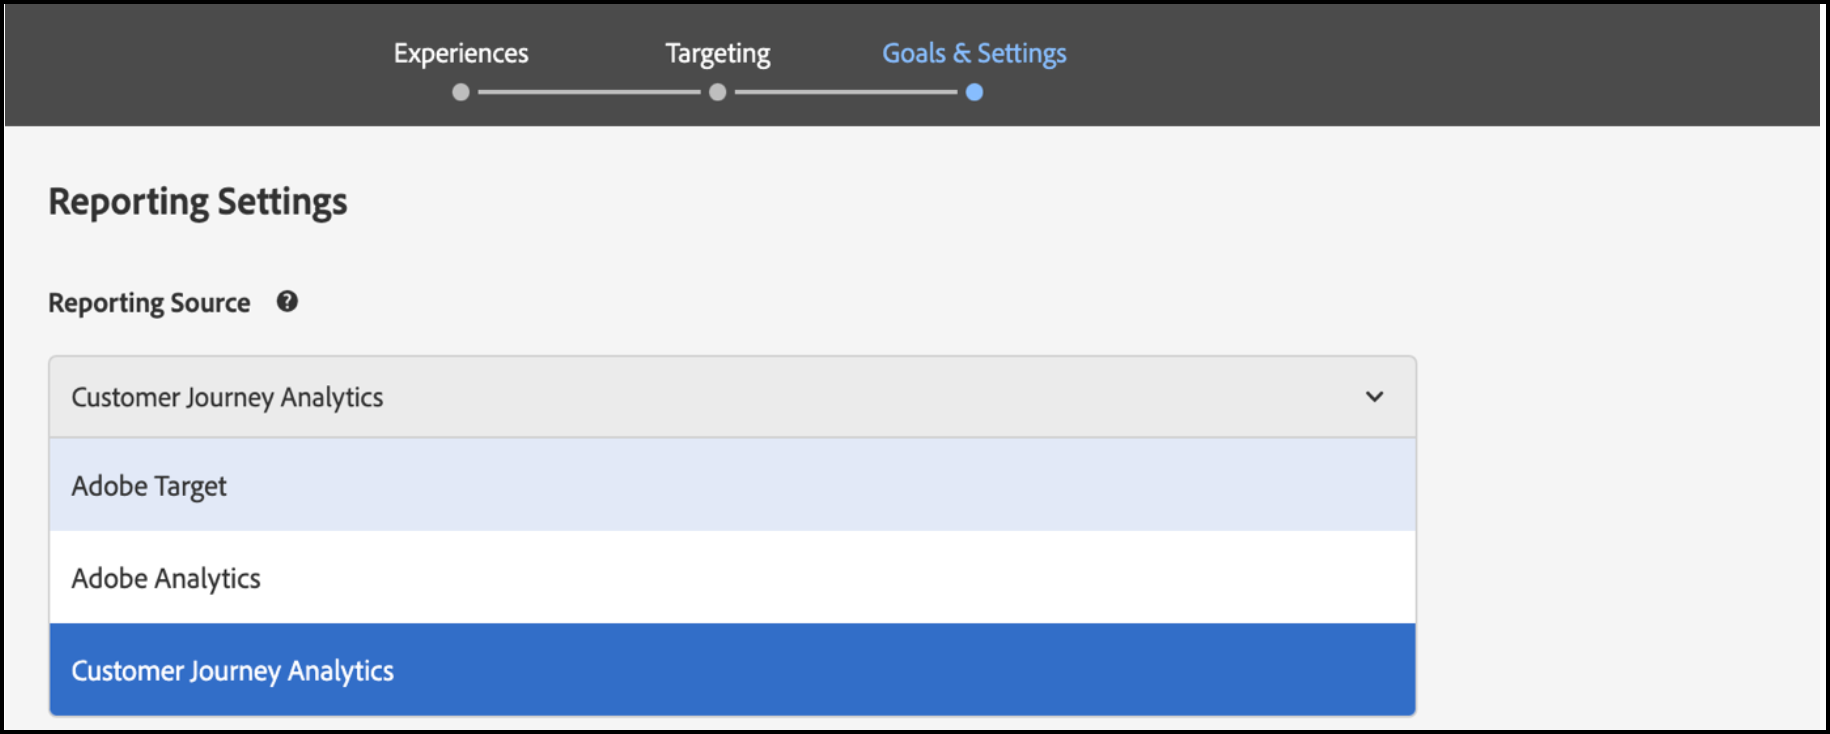 Experiences Targeting Goals & Settings
Reporting Settings
Reporting Source ?
Customer Journey Analytics
Adobe Target
Adobe Analytics
Customer Journey Analytics